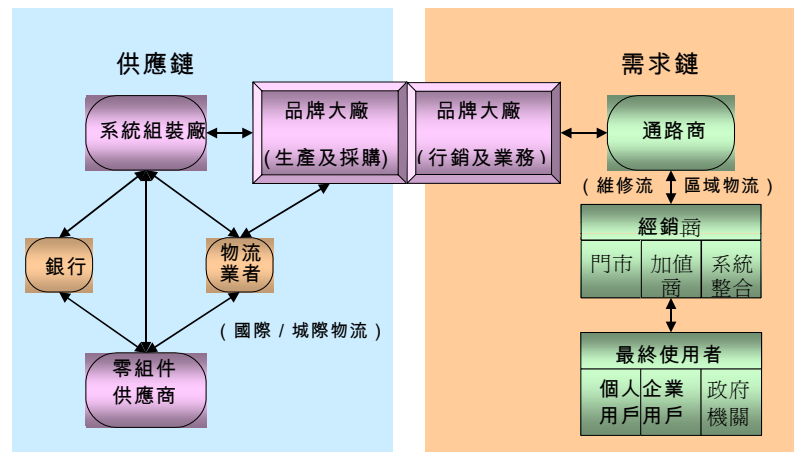 供應鏈
需求鏈
系統組裝廠
品牌大廠
(生產及採購)
品牌大廠
(行銷及業務)
通路商
(維修流
區域物流)
經銷商
門市
加值
商
系統
整合
銀行
物流
業者
(國際/城際物流)
零組件
供應商
最終使用者
個人
用戶
企業
用戶
政府
機關